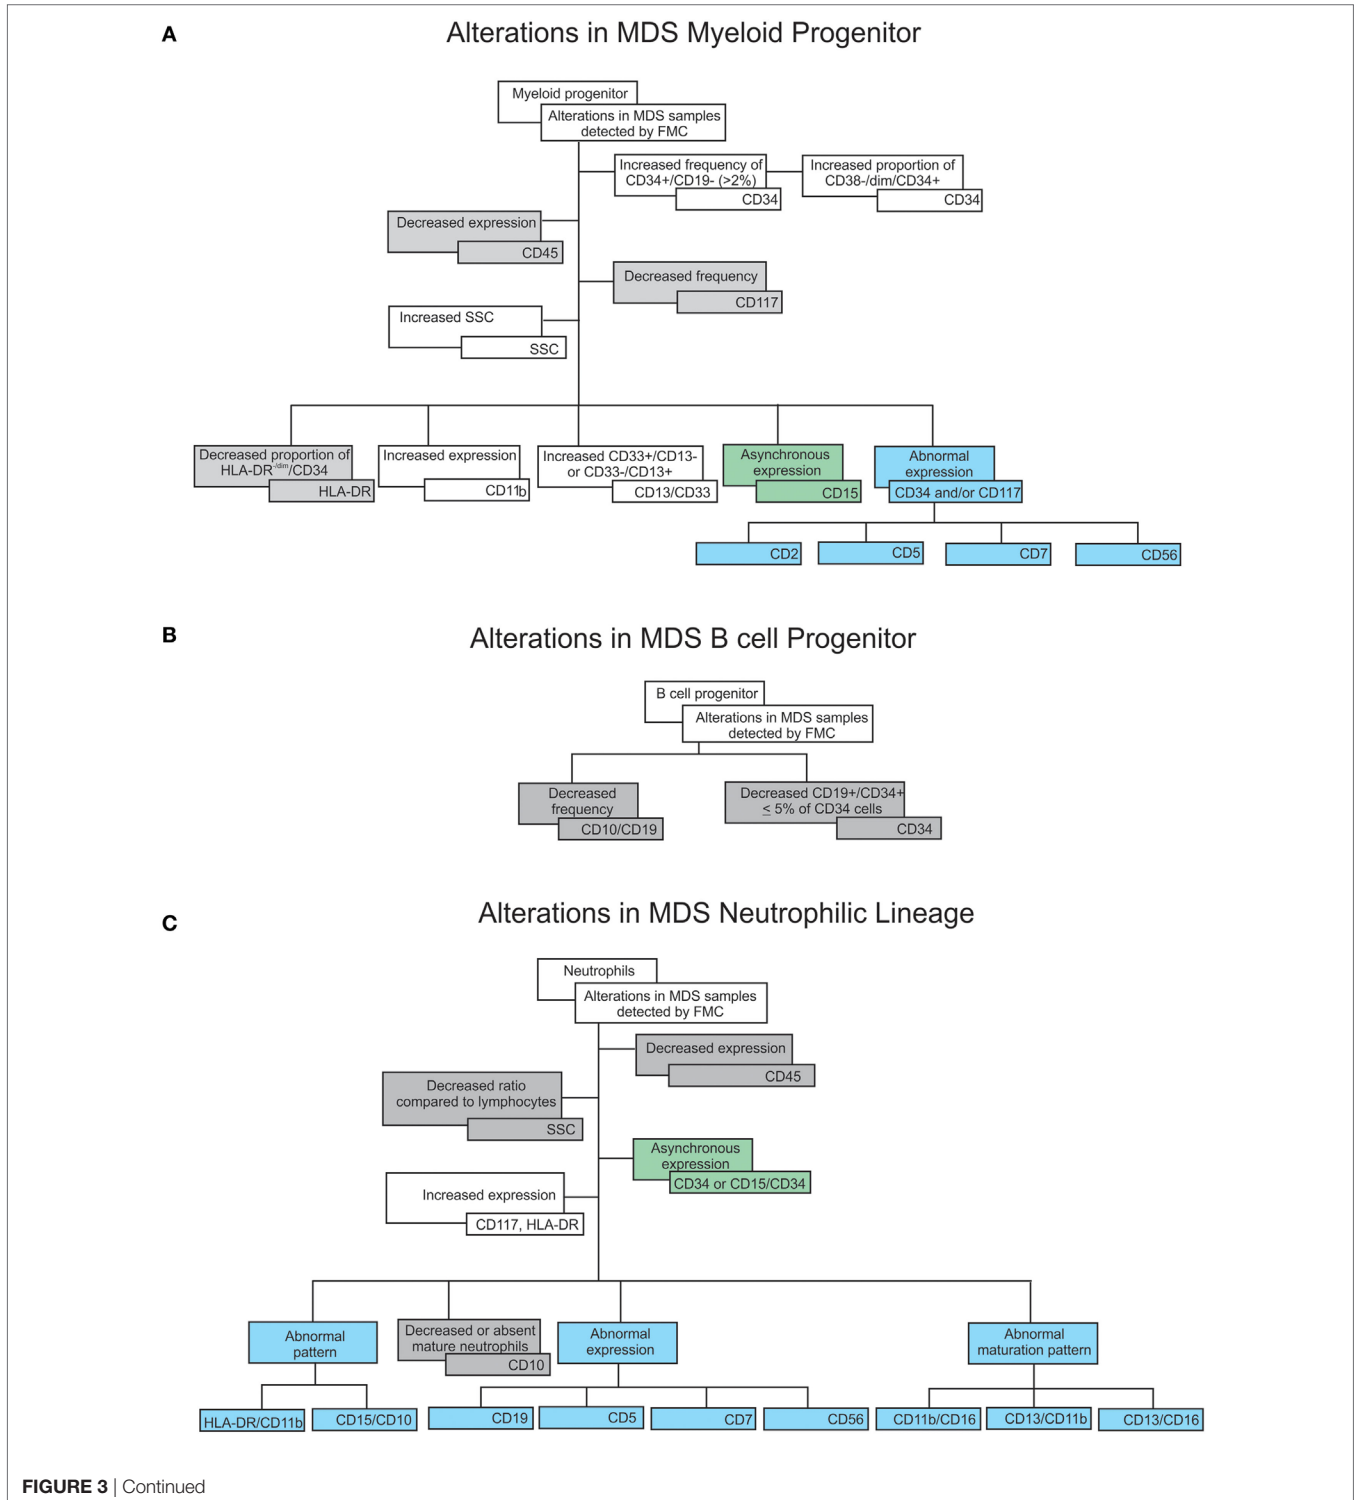 A
Alterations in MDS Myeloid Progenitor
Myeloid progenitor
Alterations in MDS samples
detected by FMC
Increased frequency of
CD34+/CD19- (>2%)
CD34
Increased proportion of
CD38-/dim/CD34+
CD34
Decreased expression
CD45
Decreased frequency
CD117
Increased SSC
SSC
Decreased proportion of
HLA-DR-/dim/CD34
HLA-DR
Increased expression
CD11b
Increased CD33+/CD13-
or CD33-/CD13+
CD13/CD33
Asynchronous
expression
CD15
Abnormal
expression
CD34 and/or CD117
CD2
CD5
CD7
CD56
B
Alterations in MDS B cell Progenitor
B cell progenitor
Alterations in MDS samples
detected by FMC
Decreased
frequency
CD10/CD19
Decreased CD19+/CD34+
≤ 5% of CD34 cells
CD34
C
Alterations in MDS Neutrophilic Lineage
Neutrophils
Alterations in MDS samples
detected by FMC
Decreased expression
CD45
Decreased ratio
compared to lymphocytes
SSC
Asynchronous
expression
CD34 or CD15/CD34
Increased expression
CD117, HLA-DR
Abnormal
pattern
HLA-DR/CD11b
CD15/CD10
Decreased or absent
mature neutrophils
CD10
Abnormal
expression
CD19
CD5
CD7
CD56
Abnormal
maturation pattern
CD11b/CD16
CD13/CD11b
CD13/CD16
FIGURE 3 | Continued